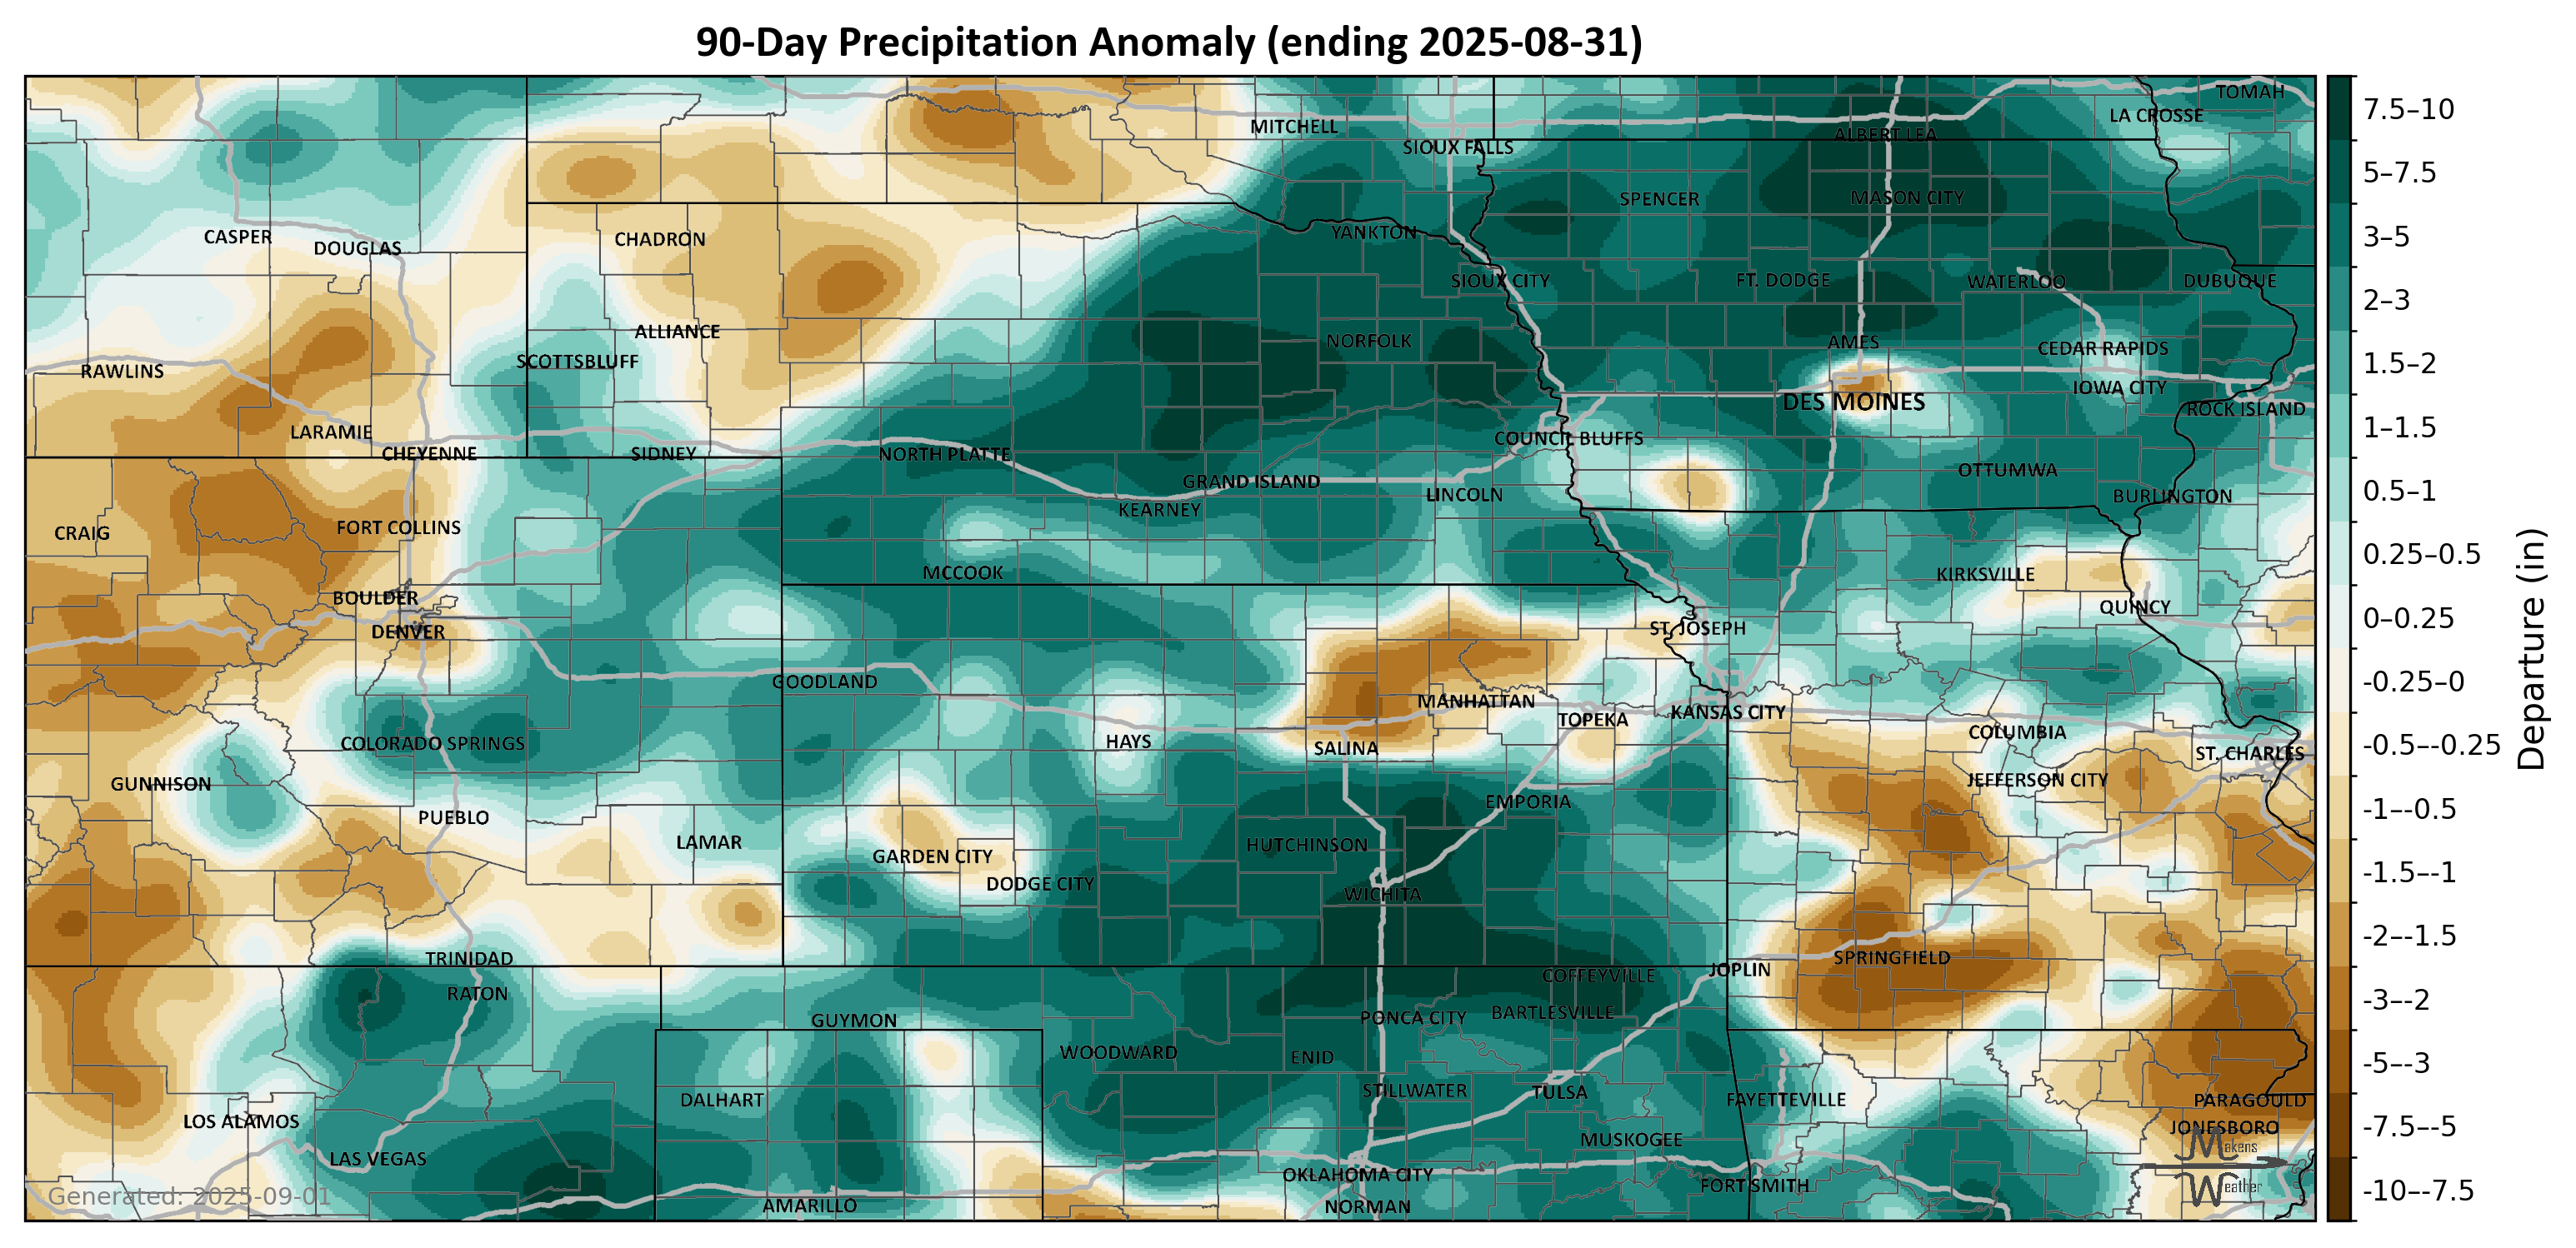 90-Day Precipitation Anomaly (ending 2025-08-31)
TOMAH
LA CROSSE
MITCHELL
ALBERT LEA
SIOUX FALLS
SPENCER
MASON CITY
CASPER
DOUGLAS
CHADRON
YANKTON
SIOUX CITY
FT. DODGE
WATERLOO
DUBUQUE
ALLIANCE
NORFOLK
AMES
CEDAR RAPIDS
SCOTTSBLUFF
RAWLINS
IOWA CITY
DES MOINES
ROCK ISLAND
LARAMIE
COUNCIL BLUFFS
CHEYENNE
SIDNEY
NORTH PLATTE
OTTUMWA
GRAND ISLAND
LINCOLN
BURLINGTON
KEARNEY
CRAIG
FORT COLLINS
MCCOOK
KIRKSVILLE
BOULDER
QUINCY
DENVER
ST. JOSEPH
GOODLAND
MANHATTAN
TOPEKA
KANSAS CITY
COLUMBIA
COLORADO SPRINGS
HAYS
SALINA
ST. CHARLES
GUNNISON
JEFFERSON CITY
EMPORIA
PUEBLO
LAMAR
HUTCHINSON
GARDEN CITY
DODGE CITY
WICHITA
TRINIDAD
SPRINGFIELD
JOPLIN
COFFEYVILLE
RATON
BARTLESVILLE
GUYMON
PONCA CITY
WOODWARD
ENID
STILLWATER
TULSA
DALHART
FAYETTEVILLE
PARAGOULD
LOS ALAMOS
JONESBORO
MUSKOGEE
LAS VEGAS
OKLAHOMA CITY
FORT SMITH
AMARILLO
NORMAN
Generated: 2025-09-01
Makens
Weather
7.5–10
5–7.5
3–5
2–3
1.5–2
1–1.5
0.5–1
0.25–0.5
0–0.25
-0.25–0
-0.5–-0.25
-1–-0.5
-1.5–-1
-2–-1.5
-3–-2
-5–-3
-7.5–-5
-10–-7.5
Departure (in)